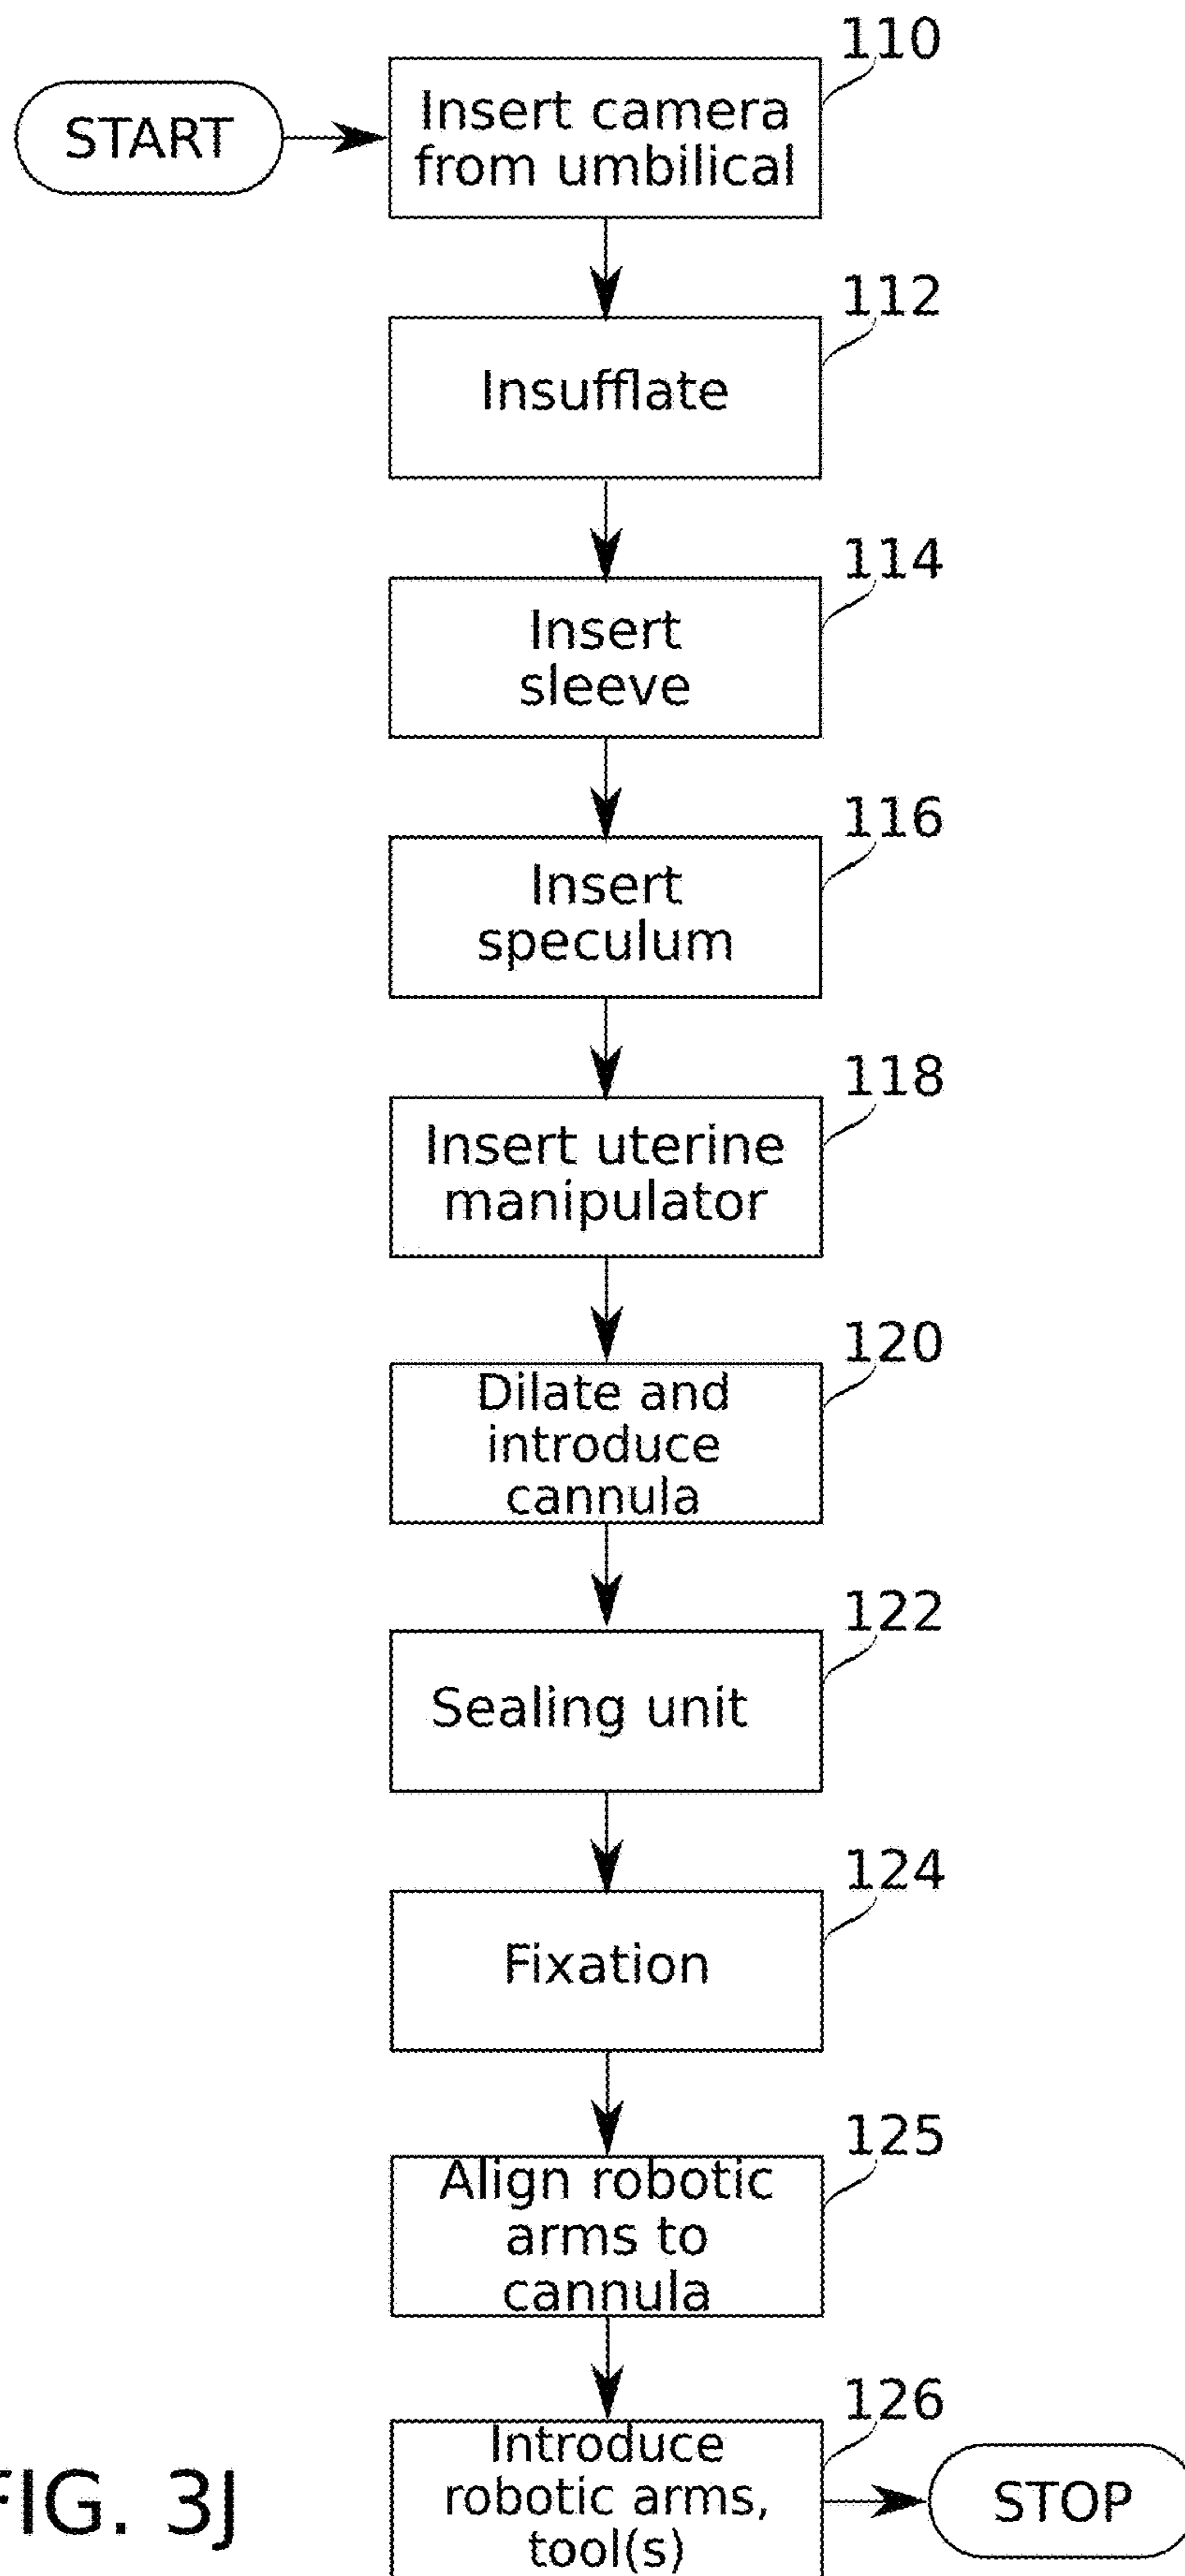 110
START
Insert camera
from umbilical
112
Insufflate
114
Insert
sleeve
116
Insert
speculum
118
Insert uterine
manipulator
120
Dilate and
introduce
cannula
122
Sealing unit
124
Fixation
125
Align robotic
arms to
cannula
126
Introduce
robotic arms,
tool(s)
STOP
FIG. 3J